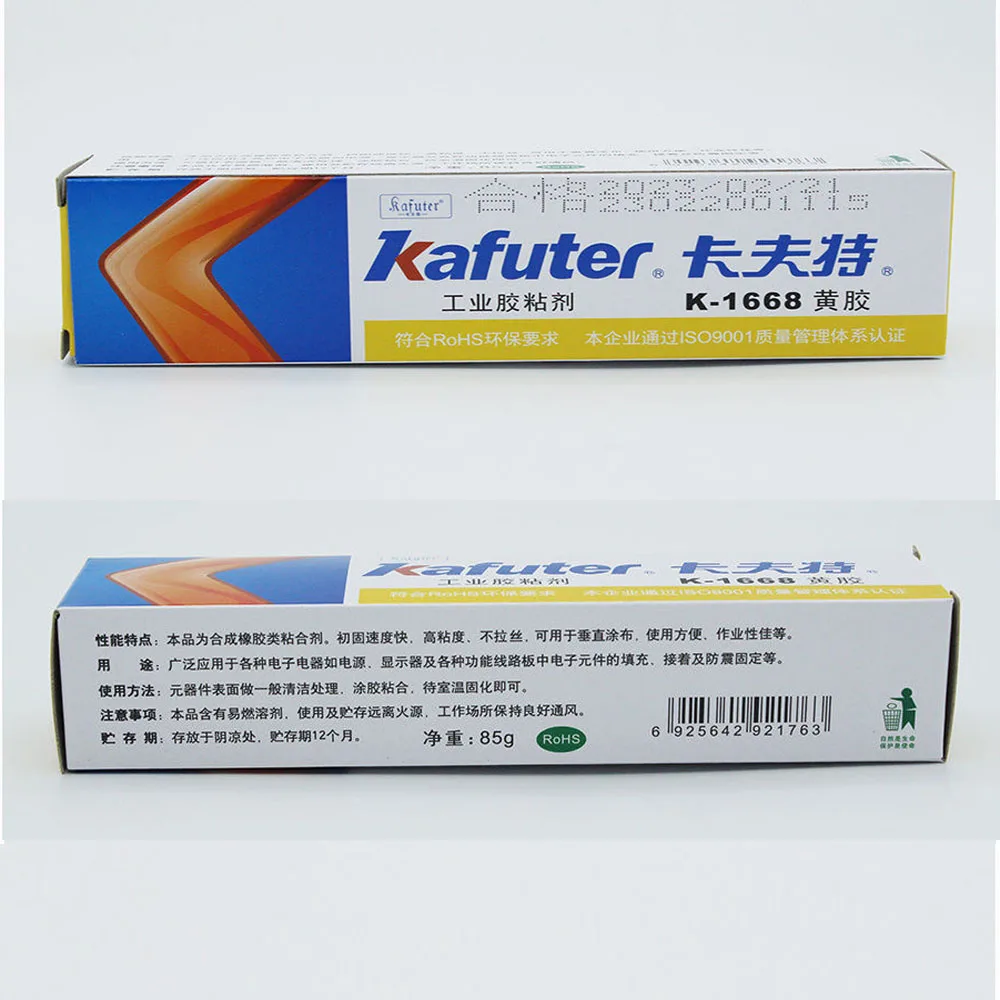 Kafuter®
合格
Kafuter® 卡夫特®
工业胶粘剂 K-1668 黄胶
符合RoHS环保要求 本企业通过ISO9001质量管理体系认证
Kafuter® 卡夫特®
工业胶粘剂 K-1668 黄胶
符合RoHS环保要求 本企业通过ISO9001质量管理体系认证
性能特点：本品为合成橡胶类粘合剂。初固速度快、高粘度、不拉丝，可用于垂直涂布，使用方便、作业性佳等。
用 途：广泛应用于各种电子电器如电源、显示器及各种功能线路板中电子元件的填充、接着及防震固定等。
使用方法：元器件表面做一般清洁处理，涂胶粘合，待室温固化即可。
注意事项：本品含有易燃溶剂，使用及贮存远离火源，工作场所保持良好通风。
贮 存 期：存放于阴凉处，贮存期12个月。 净重：85g RoHS
6 925642 921763
自然是生命
保护是使命